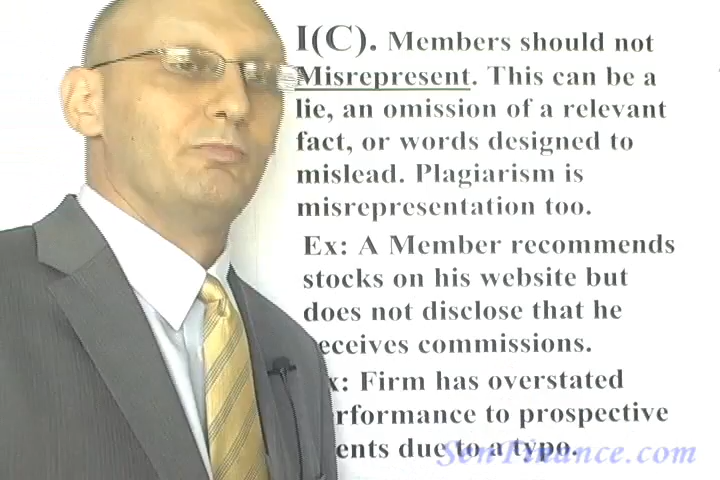 I(C). Members should not
Misrepresent. This can be a
lie, an omission of a relevant
fact, or words designed to
mislead. Plagiarism is
misrepresentation too.
Ex: A Member recommends
stocks on his website but
does not disclose that he
eceives commissions.
x: Firm has overstated
rformance to prospective
ents due to a typo.
SenFinance.com